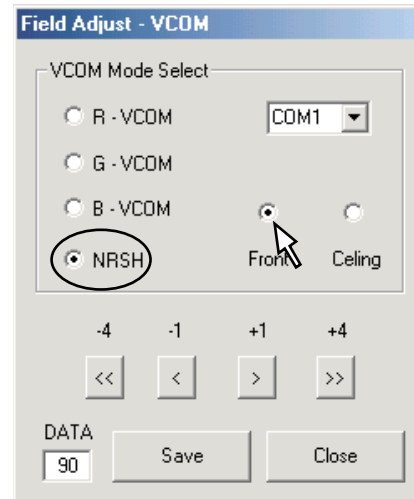 Field Adjust - VCOM
VCOM Mode Select
R - VCOM COM1
G - VCOM
B - VCOM
NRSH Front Celing
-4 -1 +1 +4
<< < > >>
DATA
90 Save Close